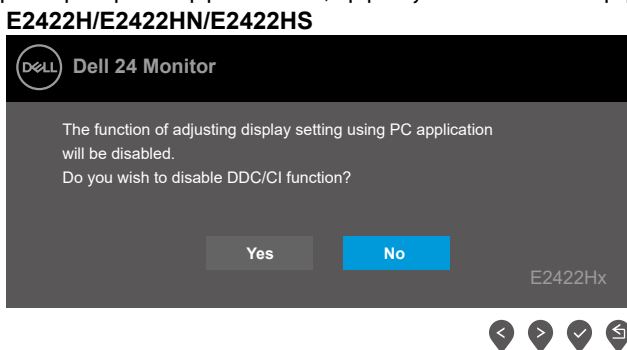 E2422H/E2422HN/E2422HS
DELL Dell 24 Monitor
The function of adjusting display setting using PC application
will be disabled.
Do you wish to disable DDC/CI function?
Yes No
E2422Hx